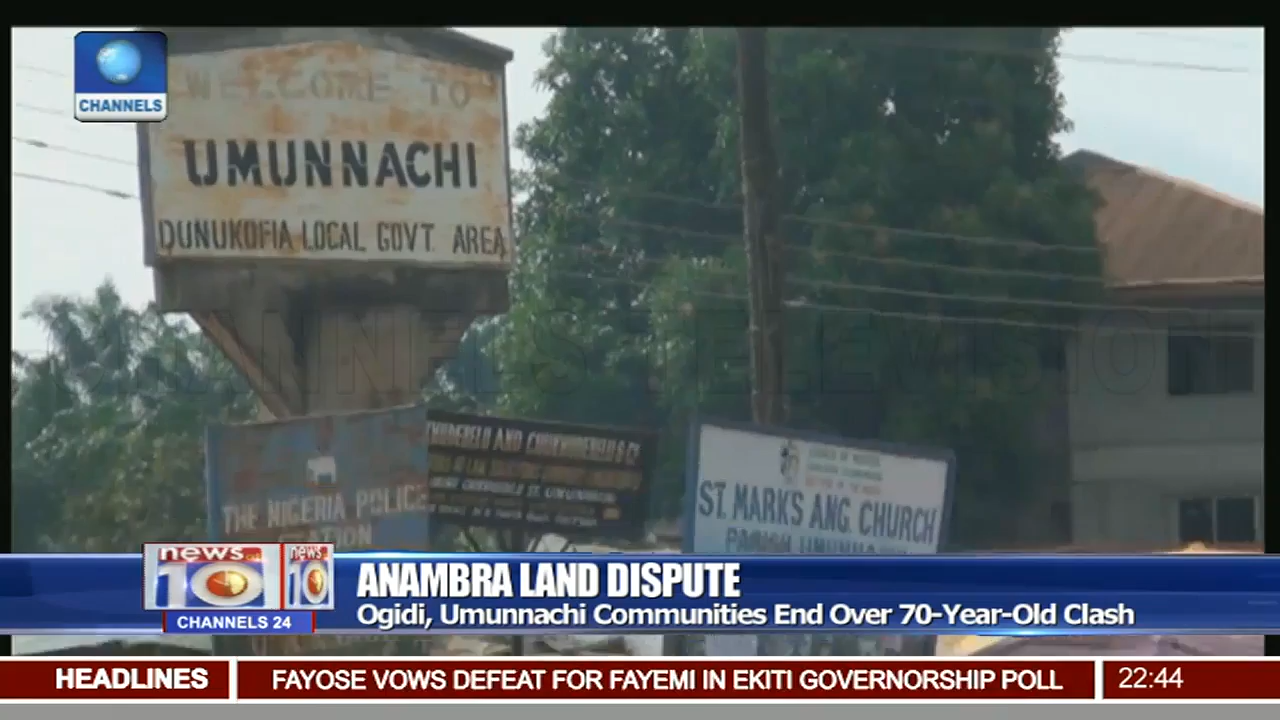 CHANNELS
WELCOME TO
UMUNNACHI
DUNUKOFIA LOCAL GOVT. AREA
CHANNELS TELEVISION
THE NIGERIA POLICE
ST. MARKS ANG. CHURCH
news
10
news
10
CHANNELS 24
ANAMBRA LAND DISPUTE
Ogidi, Umunnachi Communities End Over 70-Year-Old Clash
HEADLINES
FAYOSE VOWS DEFEAT FOR FAYEMI IN EKITI GOVERNORSHIP POLL
22:44